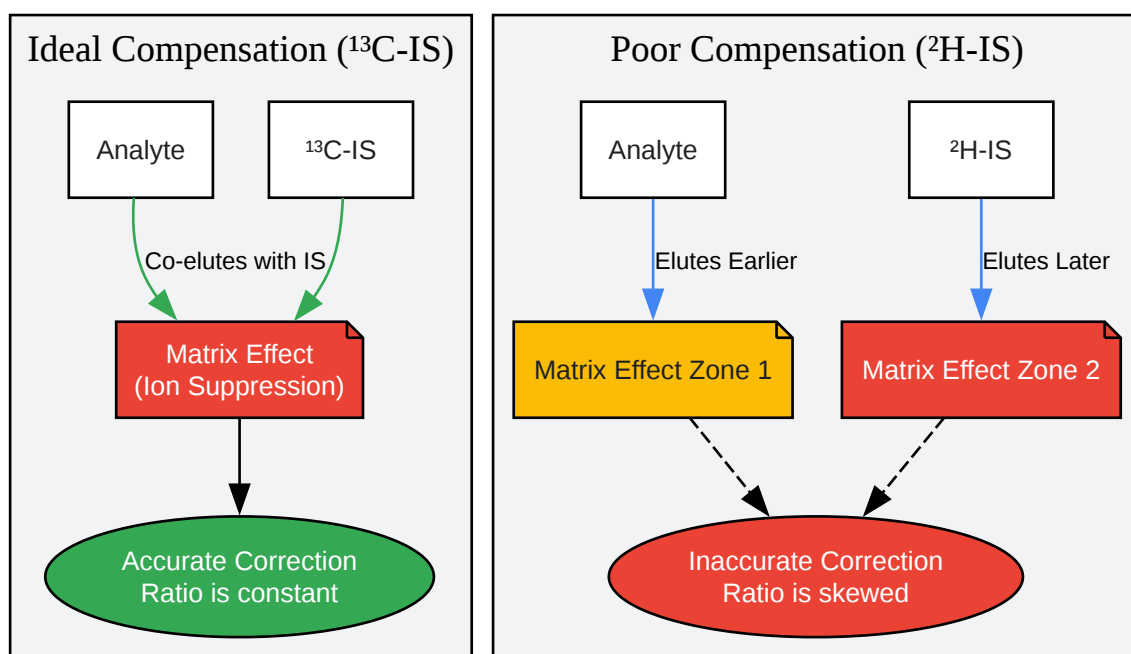 Ideal Compensation (¹³C-IS)
Analyte
¹³C-IS
Co-elutes with IS
Matrix Effect
(Ion Suppression)
Accurate Correction
Ratio is constant
Poor Compensation (²H-IS)
Analyte
²H-IS
Elutes Earlier
Elutes Later
Matrix Effect Zone 1
Matrix Effect Zone 2
Inaccurate Correction
Ratio is skewed